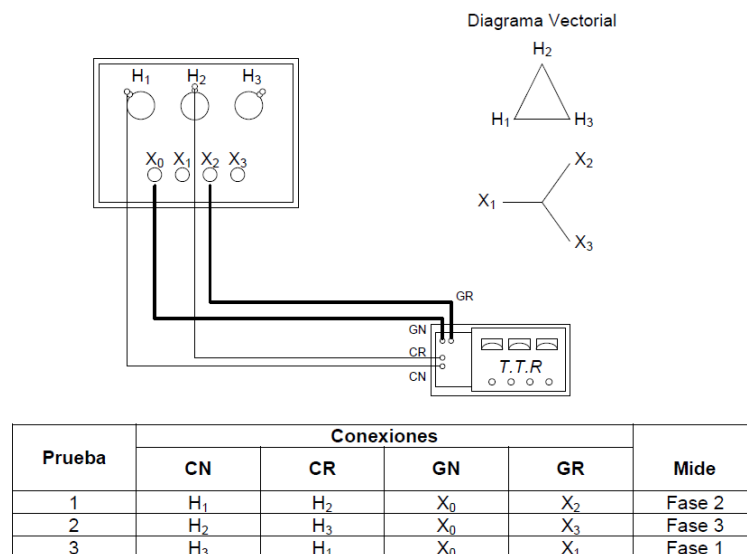 Diagrama Vectorial
H1 H2 H3
H2
H1 H3
X0 X1 X2 X3
X2
X1
X3
GR
GN
CR
CN
T.T.R
Prueba Conexiones Mide
CN CR GN GR
1 H1 H2 X0 X2 Fase 2
2 H2 H3 X0 X3 Fase 3
3 H3 H1 X0 X1 Fase 1